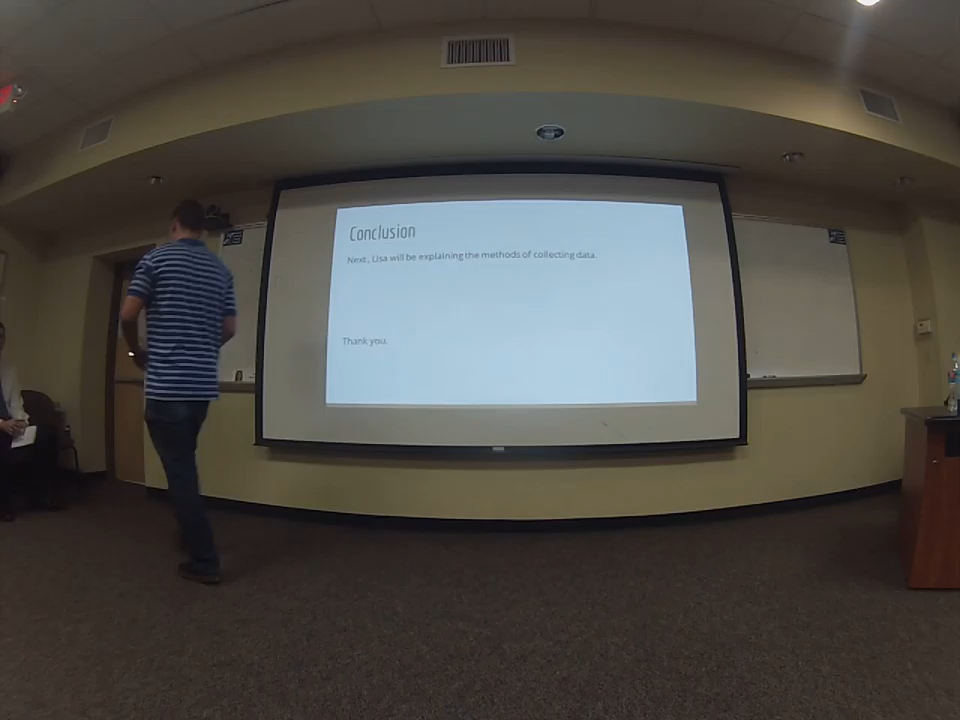 Conclusion
Next, Lisa will be explaining the methods of collecting data.
Thank you.